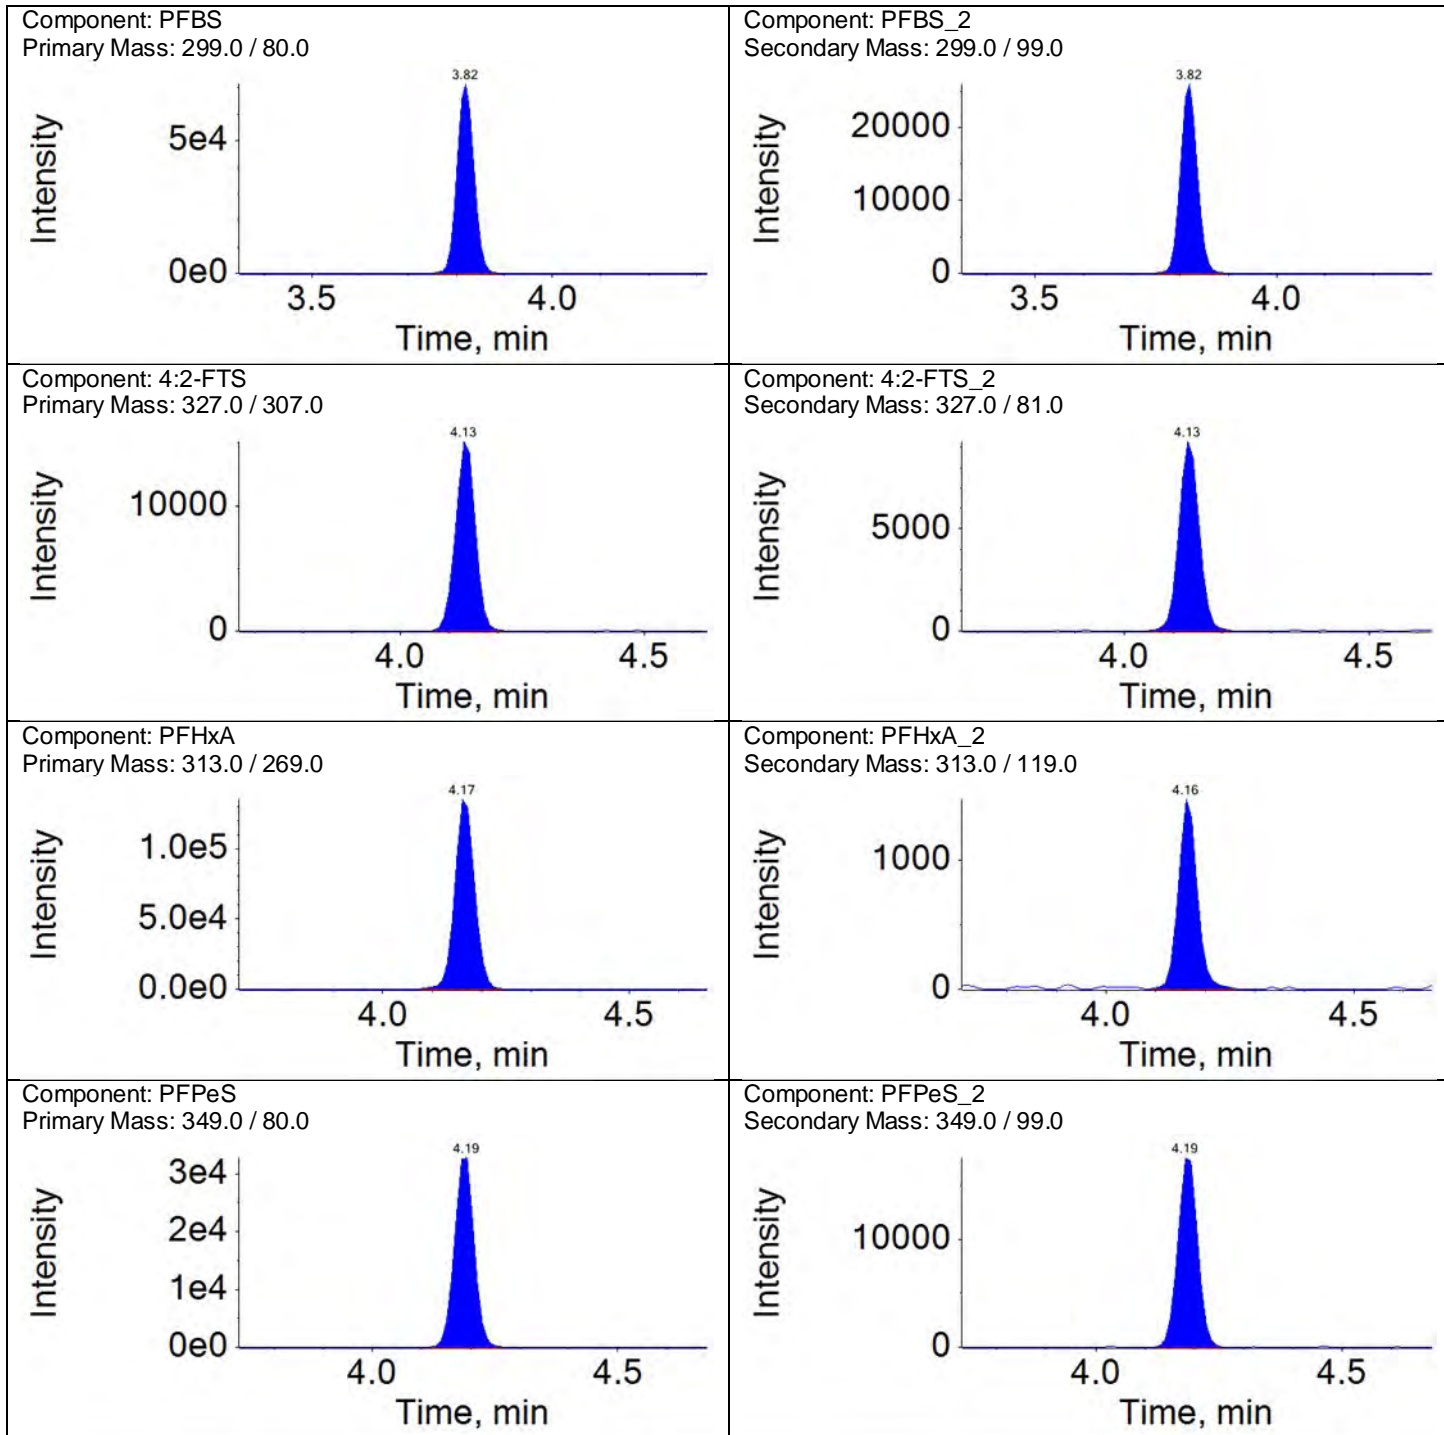 Component: PFBS
Primary Mass: 299.0 / 80.0
3.82
5e4
0e0
Intensity
3.5
4.0
Time, min
Component: PFBS_2
Secondary Mass: 299.0 / 99.0
3.82
20000
10000
0
Intensity
3.5
4.0
Time, min
Component: 4:2-FTS
Primary Mass: 327.0 / 307.0
4.13
10000
0
Intensity
4.0
4.5
Time, min
Component: 4:2-FTS_2
Secondary Mass: 327.0 / 81.0
4.13
5000
0
Intensity
4.0
4.5
Time, min
Component: PFHxA
Primary Mass: 313.0 / 269.0
4.17
1.0e5
5.0e4
0.0e0
Intensity
4.0
4.5
Time, min
Component: PFHxA_2
Secondary Mass: 313.0 / 119.0
4.16
1000
0
Intensity
4.0
4.5
Time, min
Component: PFPeS
Primary Mass: 349.0 / 80.0
4.19
3e4
2e4
1e4
0e0
Intensity
4.0
4.5
Time, min
Component: PFPeS_2
Secondary Mass: 349.0 / 99.0
4.19
10000
0
Intensity
4.0
4.5
Time, min